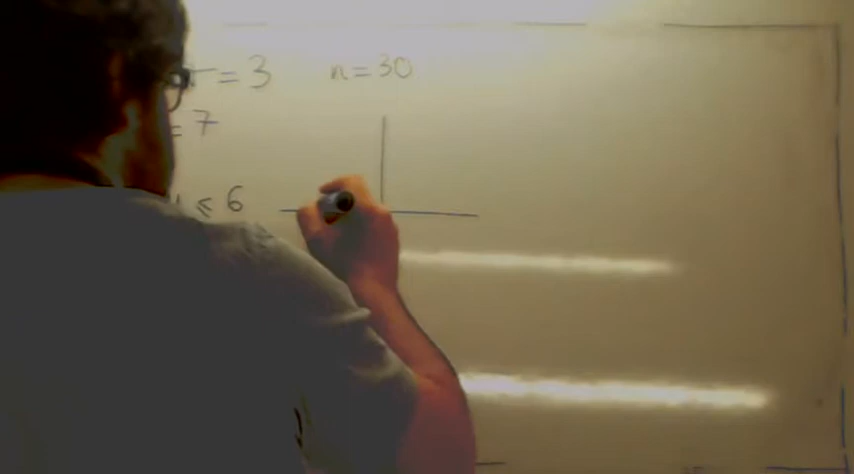 = 3 n = 30
= 7
≤ 6